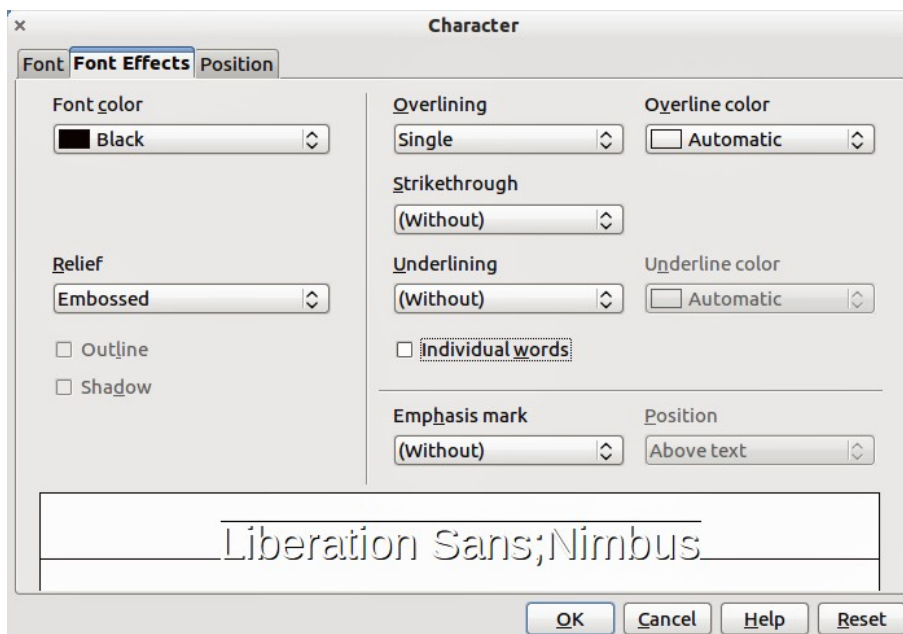 Character
Font Font Effects Position
Font color
Black
Relief
Embossed
Outline
Shadow
Overlining Overline color
Single Automatic
Strikethrough
(Without)
Underlining Underline color
(Without) Automatic
Individual words
Emphasis mark Position
(Without) Above text
Liberation Sans;Nimbus
OK Cancel Help Reset